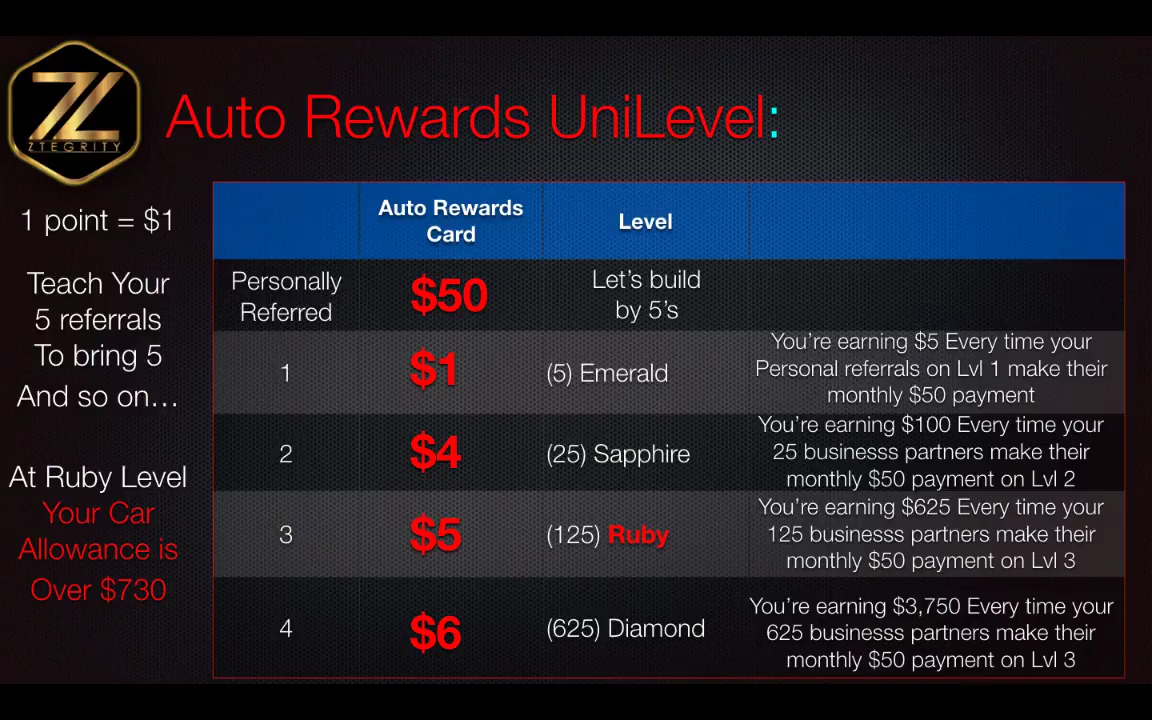 ZTEGRITY
Auto Rewards UniLevel:
1 point = $1
Teach Your
5 referrals
To bring 5
And so on…
At Ruby Level
Your Car
Allowance is
Over $730
Auto Rewards
Card
Level
Personally
Referred
$50
Let’s build
by 5’s
1
$1
(5) Emerald
You’re earning $5 Every time your
Personal referrals on Lvl 1 make their
monthly $50 payment
2
$4
(25) Sapphire
You’re earning $100 Every time your
25 businesss partners make their
monthly $50 payment on Lvl 2
3
$5
(125) Ruby
You’re earning $625 Every time your
125 businesss partners make their
monthly $50 payment on Lvl 3
4
$6
(625) Diamond
You’re earning $3,750 Every time your
625 businesss partners make their
monthly $50 payment on Lvl 3